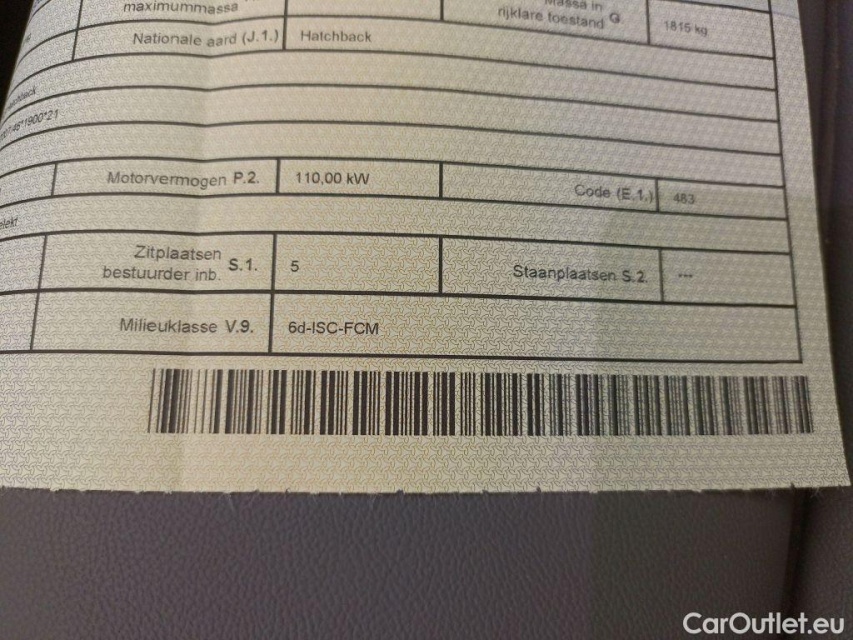 maximummassa
Massa in
rijklare toestand G.
1815 kg
Nationale aard (J.1.)
Hatchback
Motorvermogen P.2.
110,00 kW
Code (E.1.)
483
Zitplaatsen
bestuurder inb. S.1.
5
Staanplaatsen S.2.
---
Milieuklasse V.9.
6d-ISC-FCM
CarOutlet.eu